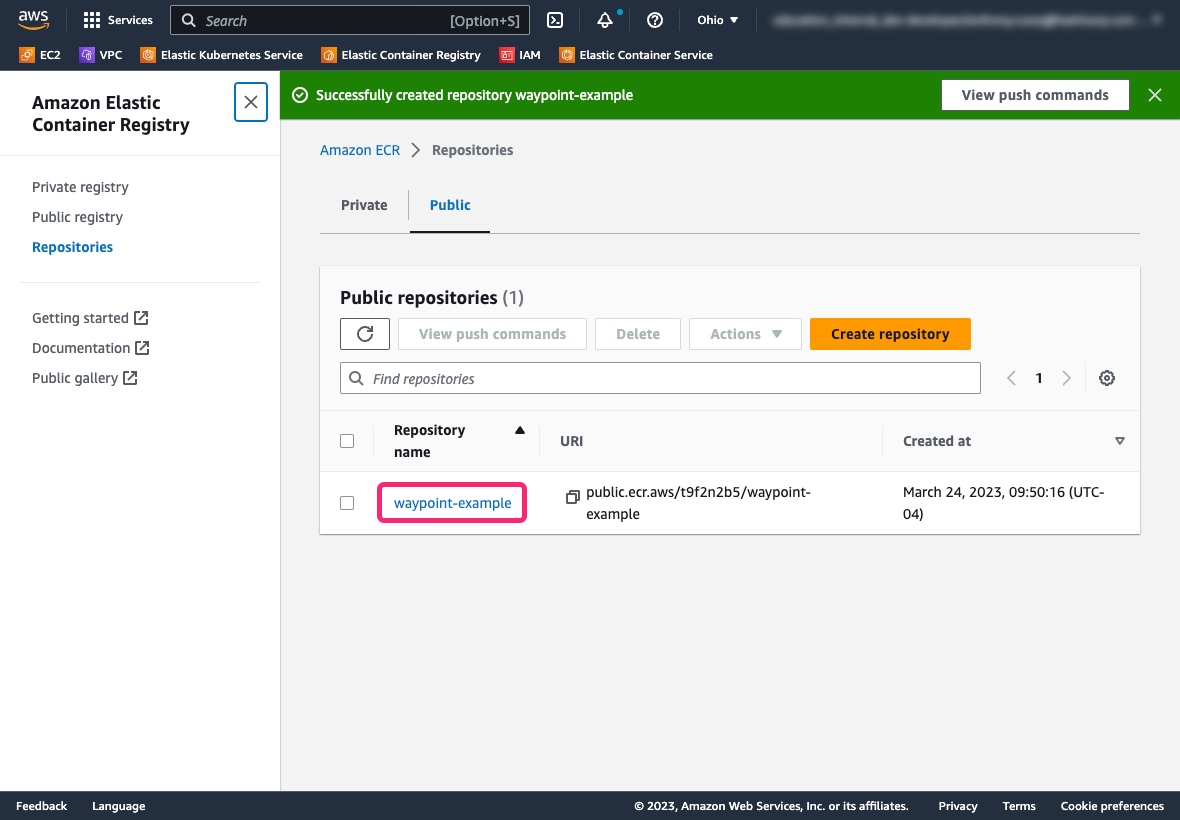 aws
Services
Search
[Option+S]
Ohio
EC2
VPC
Elastic Kubernetes Service
Elastic Container Registry
IAM
Elastic Container Service
Amazon Elastic
Container Registry
Private registry
Public registry
Repositories
Getting started
Documentation
Public gallery
Successfully created repository waypoint-example
View push commands
Amazon ECR
Repositories
Private
Public
Public repositories (1)
View push commands
Delete
Actions
Create repository
Find repositories
1
Repository
name
URI
Created at
waypoint-example
public.ecr.aws/t9f2n2b5/waypoint-
example
March 24, 2023, 09:50:16 (UTC-
04)
Feedback
Language
© 2023, Amazon Web Services, Inc. or its affiliates.
Privacy
Terms
Cookie preferences